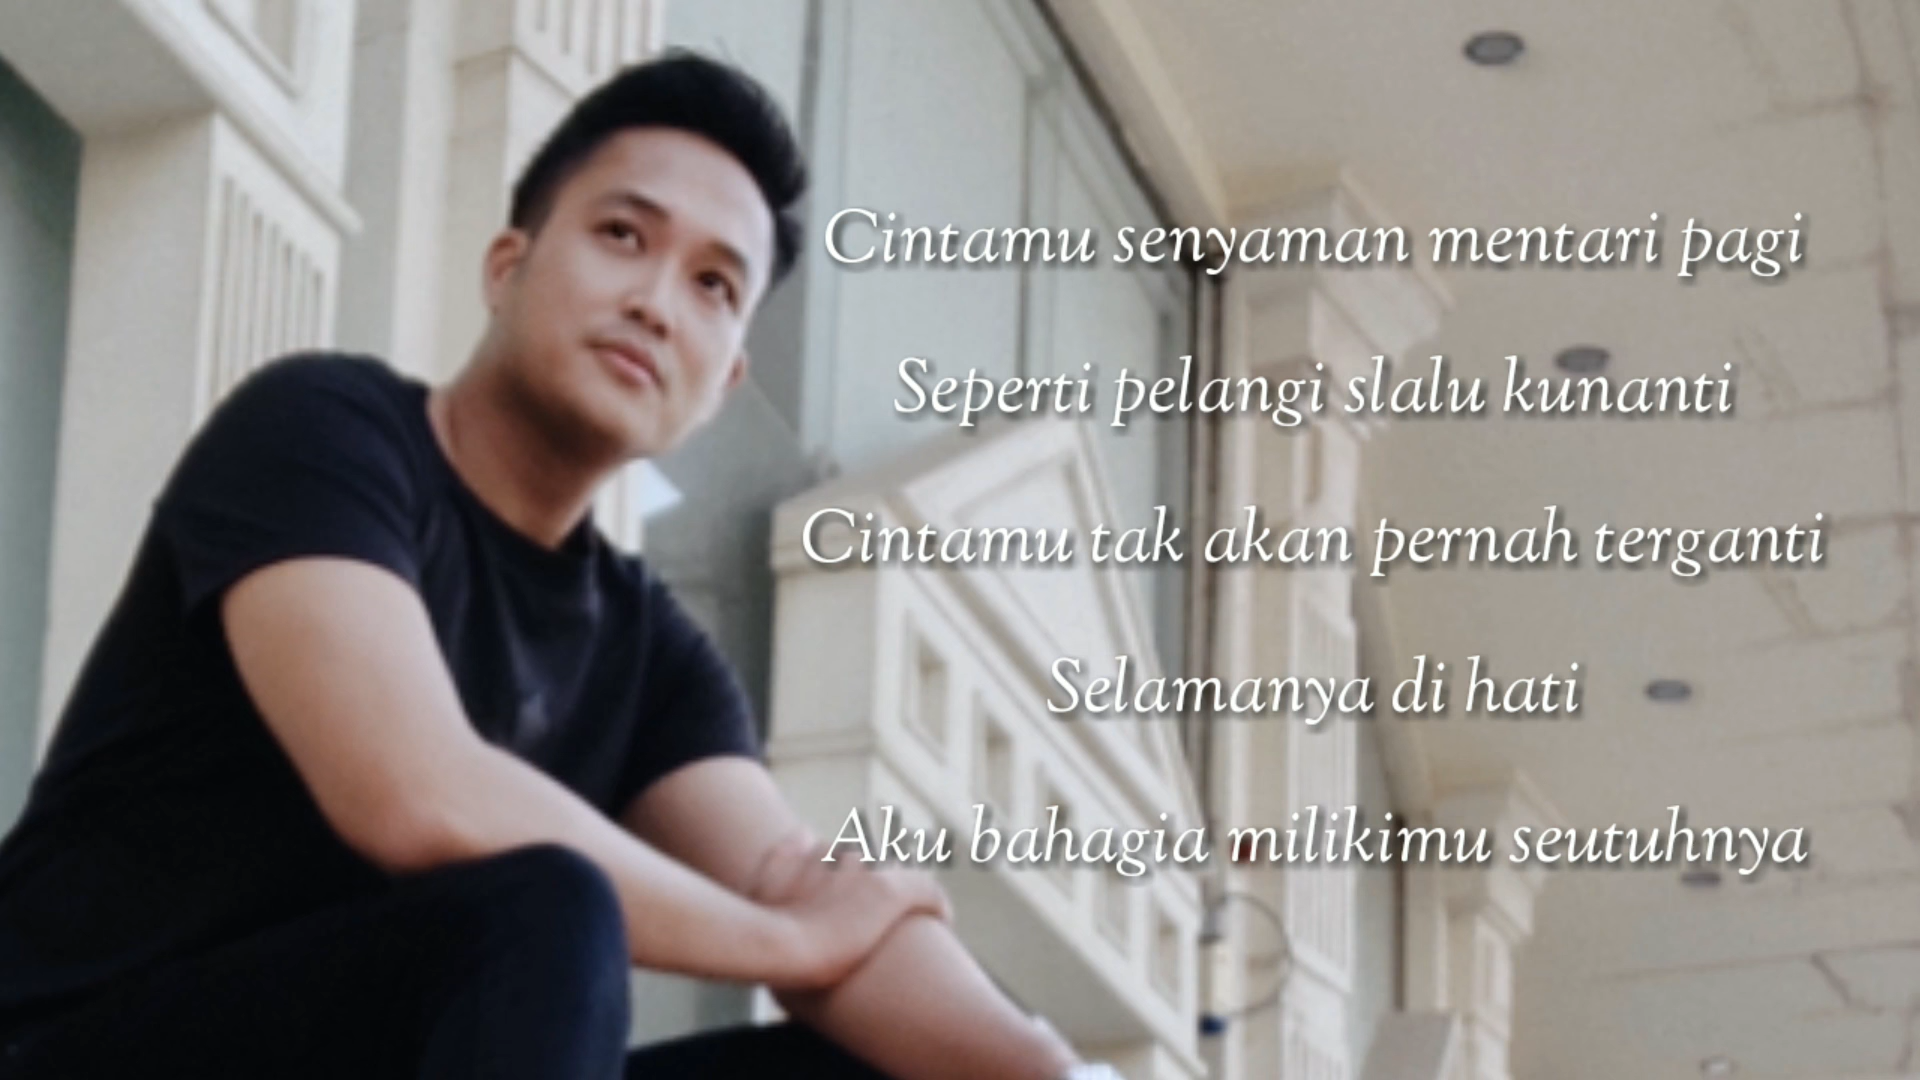 Cintamu senyaman mentari pagi
Seperti pelangi slalu kunanti
Cintamu tak akan pernah terganti
Selamanya di hati
Aku bahagia milikimu seutuhnya